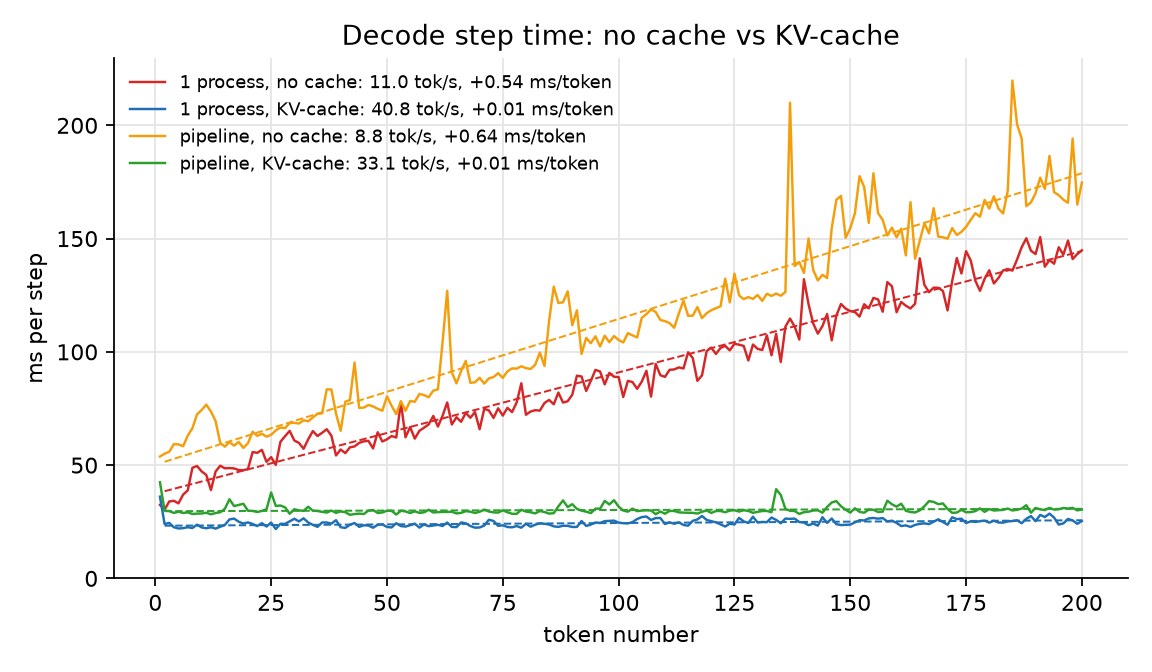 Decode step time: no cache vs KV-cache
1 process, no cache: 11.0 tok/s, +0.54 ms/token
1 process, KV-cache: 40.8 tok/s, +0.01 ms/token
pipeline, no cache: 8.8 tok/s, +0.64 ms/token
pipeline, KV-cache: 33.1 tok/s, +0.01 ms/token
ms per step
200
150
100
50
0
0 25 50 75 100 125 150 175 200
token number